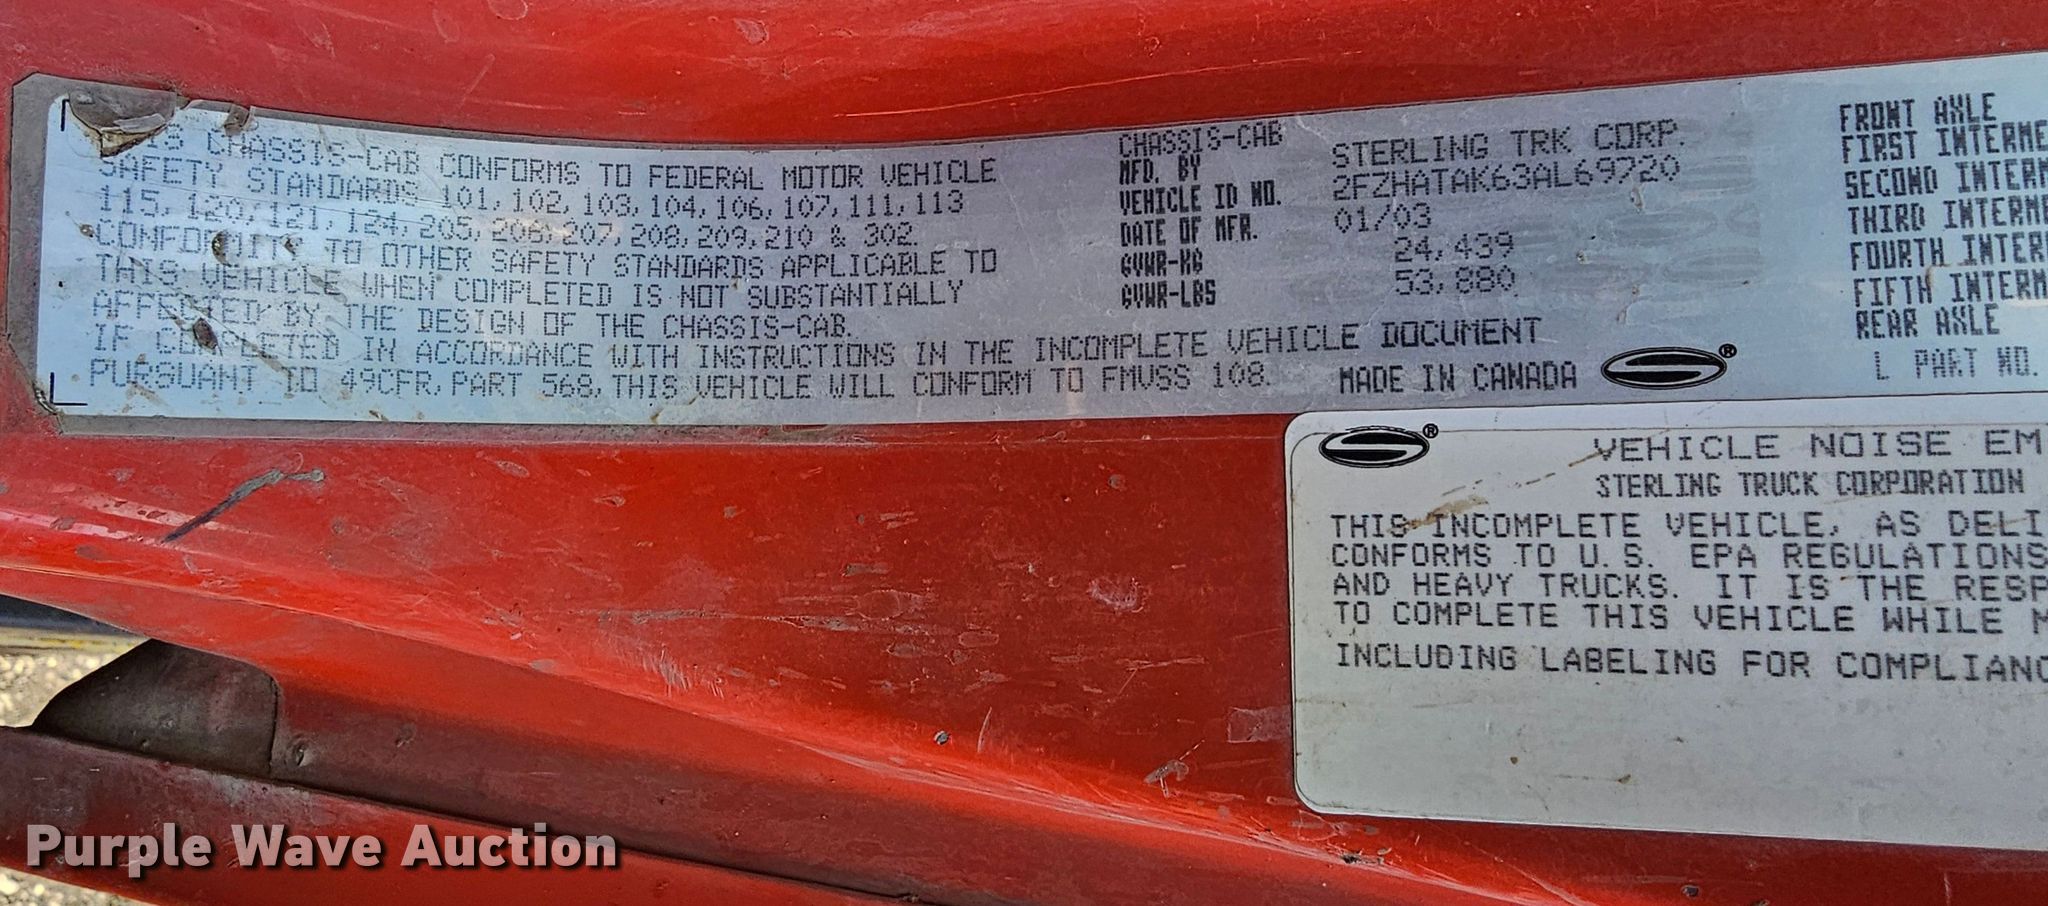 IS CHASSIS-CAB CONFORMS TO FEDERAL MOTOR VEHICLE
SAFETY STANDARDS 101, 102, 103, 104, 106, 107, 111, 113
115, 120, 121, 124, 205, 206, 207, 208, 209, 210 & 302.
CONFORMITY TO OTHER SAFETY STANDARDS APPLICABLE TO
THIS VEHICLE WHEN COMPLETED IS NOT SUBSTANTIALLY
AFFECTED BY THE DESIGN OF THE CHASSIS-CAB.
IF COMPLETED IN ACCORDANCE WITH INSTRUCTIONS IN THE INCOMPLETE VEHICLE DOCUMENT
PURSUANT TO 49CFR, PART 568, THIS VEHICLE WILL CONFORM TO FMVSS 108.
CHASSIS-CAB
MFD. BY STERLING TRK CORP.
VEHICLE ID NO. 2FZHATAK63AL69720
DATE OF MFR. 01/03
GVWR-KG 24,439
GVWR-LBS 53,880
MADE IN CANADA
FRONT AXLE
FIRST INTERME
SECOND INTERM
THIRD INTERME
FOURTH INTERM
FIFTH INTERM
REAR AXLE
L PART NO.
VEHICLE NOISE EM
STERLING TRUCK CORPORATION
THIS INCOMPLETE VEHICLE, AS DELI
CONFORMS TO U.S. EPA REGULATIONS
AND HEAVY TRUCKS. IT IS THE RESP
TO COMPLETE THIS VEHICLE WHILE M
INCLUDING LABELING FOR COMPLIANC
Purple Wave Auction